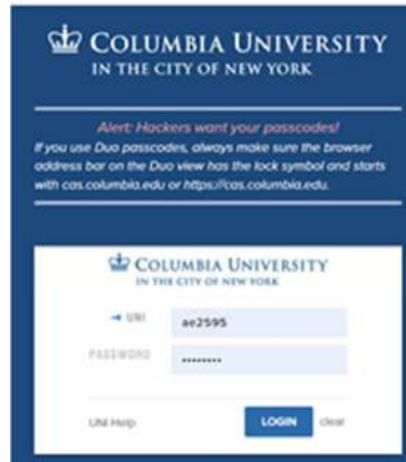 COLUMBIA UNIVERSITY
IN THE CITY OF NEW YORK
Alert: Hackers want your passcodes!
If you use Duo passcodes, always make sure the browser
address bar on the Duo view has the lock symbol and starts
with cas.columbia.edu or https://cas.columbia.edu.
COLUMBIA UNIVERSITY
IN THE CITY OF NEW YORK
UNI
ae2595
PASSWORD
••••••••
UNI Help
LOGIN
clear